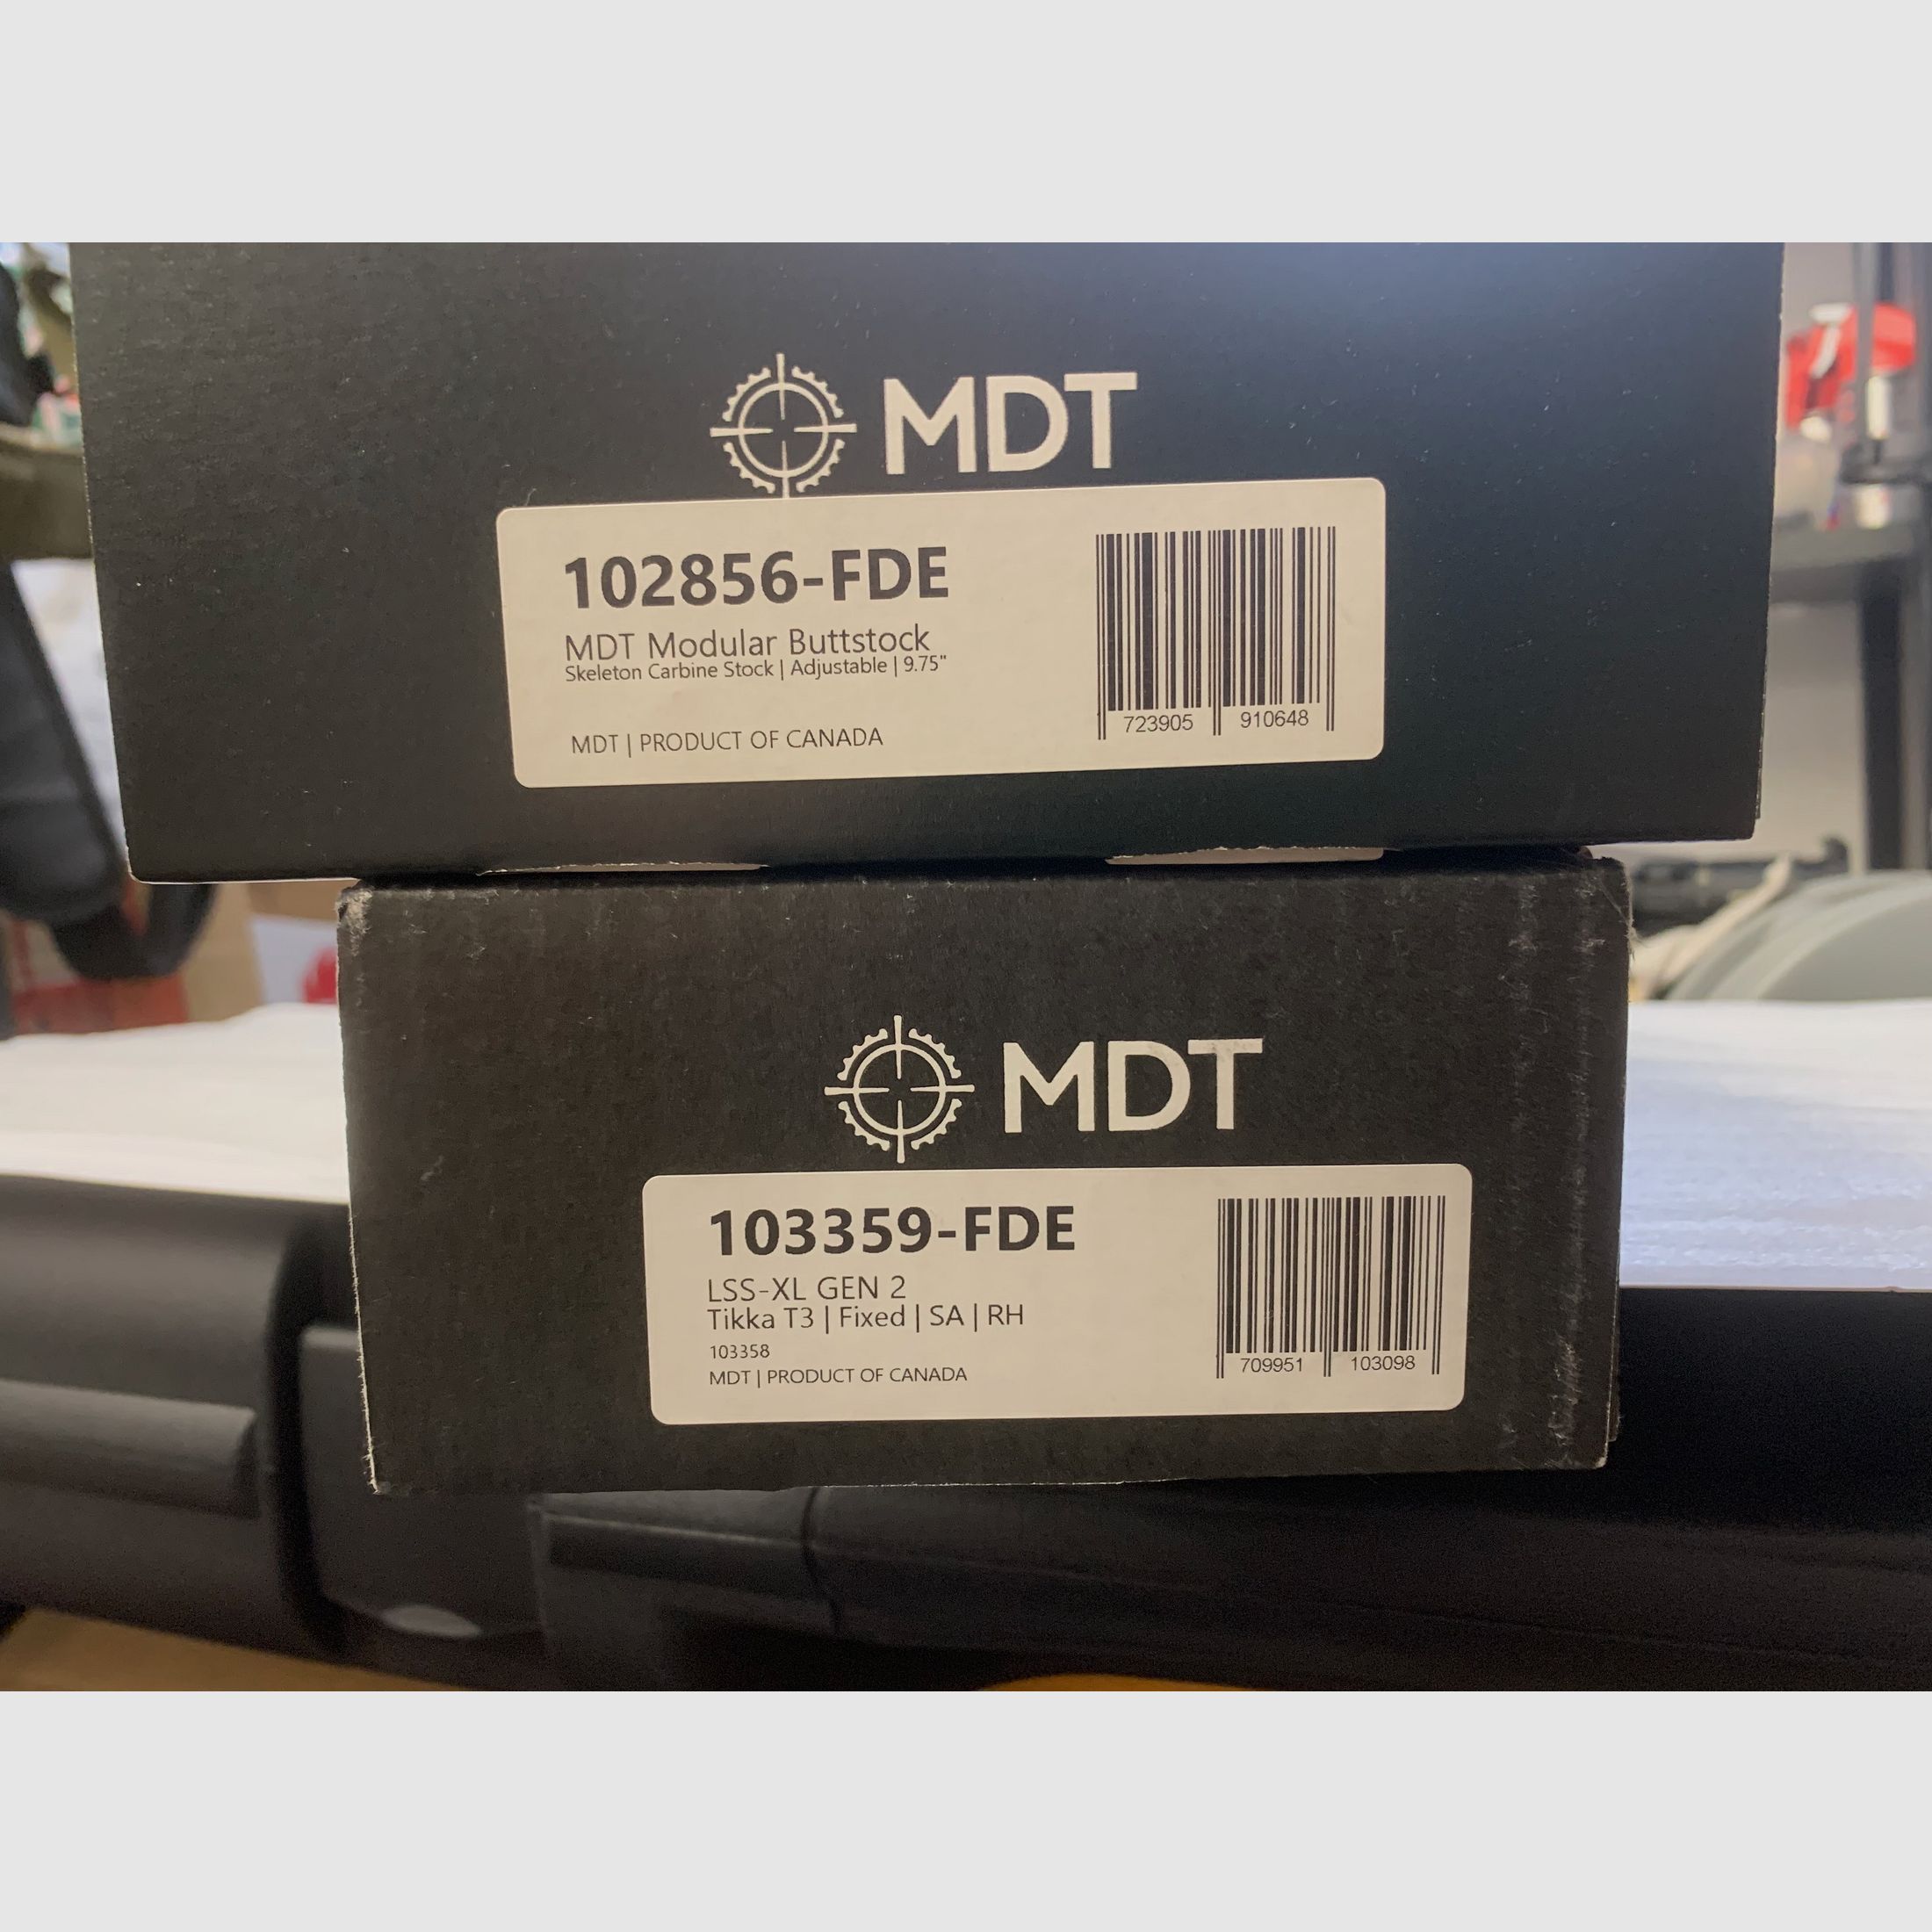 MDT
102856-FDE
MDT Modular Buttstock
Skeleton Carbine Stock | Adjustable | 9.75"
MDT | PRODUCT OF CANADA
723905 910648
MDT
103359-FDE
LSS-XL GEN 2
Tikka T3 | Fixed | SA | RH
103358
MDT | PRODUCT OF CANADA
709951 103098